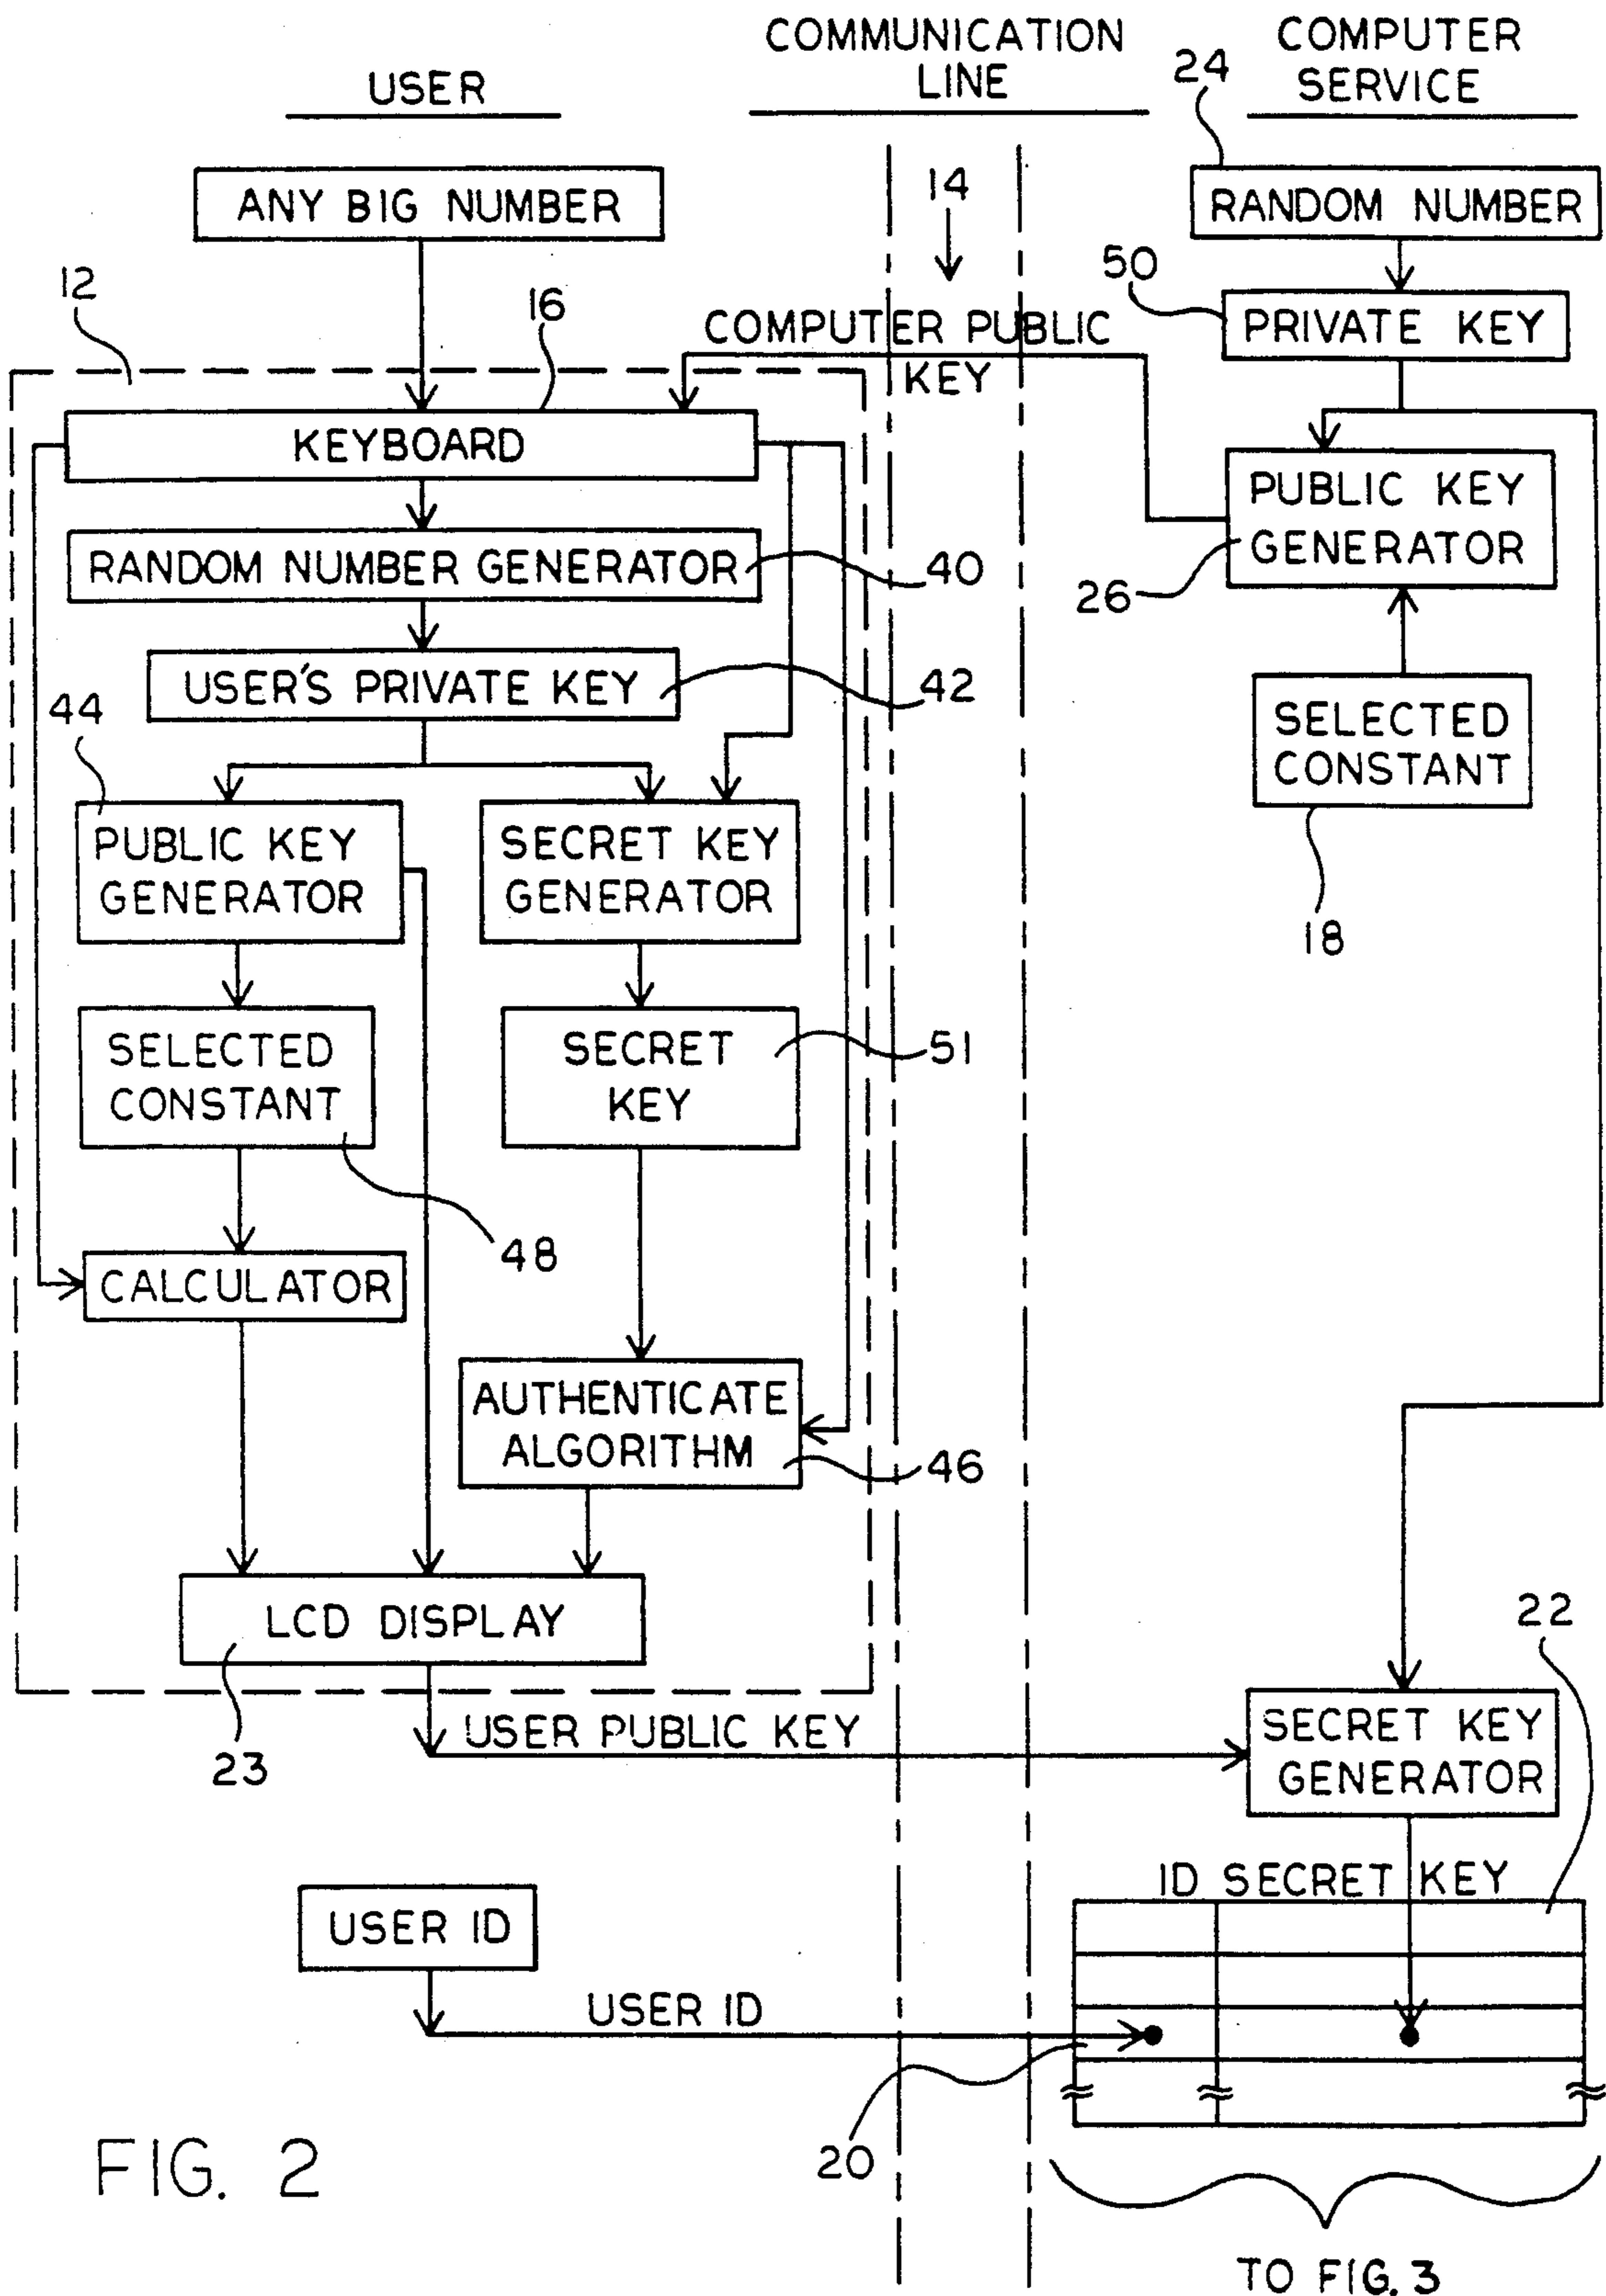 USER
COMMUNICATION
LINE
COMPUTER
SERVICE
24
ANY BIG NUMBER
14
RANDOM NUMBER
12
16
50
PRIVATE KEY
COMPUTER PUBLIC
KEY
KEYBOARD
PUBLIC KEY
GENERATOR
26
RANDOM NUMBER GENERATOR
40
USER'S PRIVATE KEY
42
44
SELECTED
CONSTANT
18
PUBLIC KEY
GENERATOR
SECRET KEY
GENERATOR
SELECTED
CONSTANT
SECRET
KEY
51
48
CALCULATOR
AUTHENTICATE
ALGORITHM
46
LCD DISPLAY
23
22
USER PUBLIC KEY
SECRET KEY
GENERATOR
ID SECRET KEY
USER ID
USER ID
20
FIG. 2
TO FIG. 3